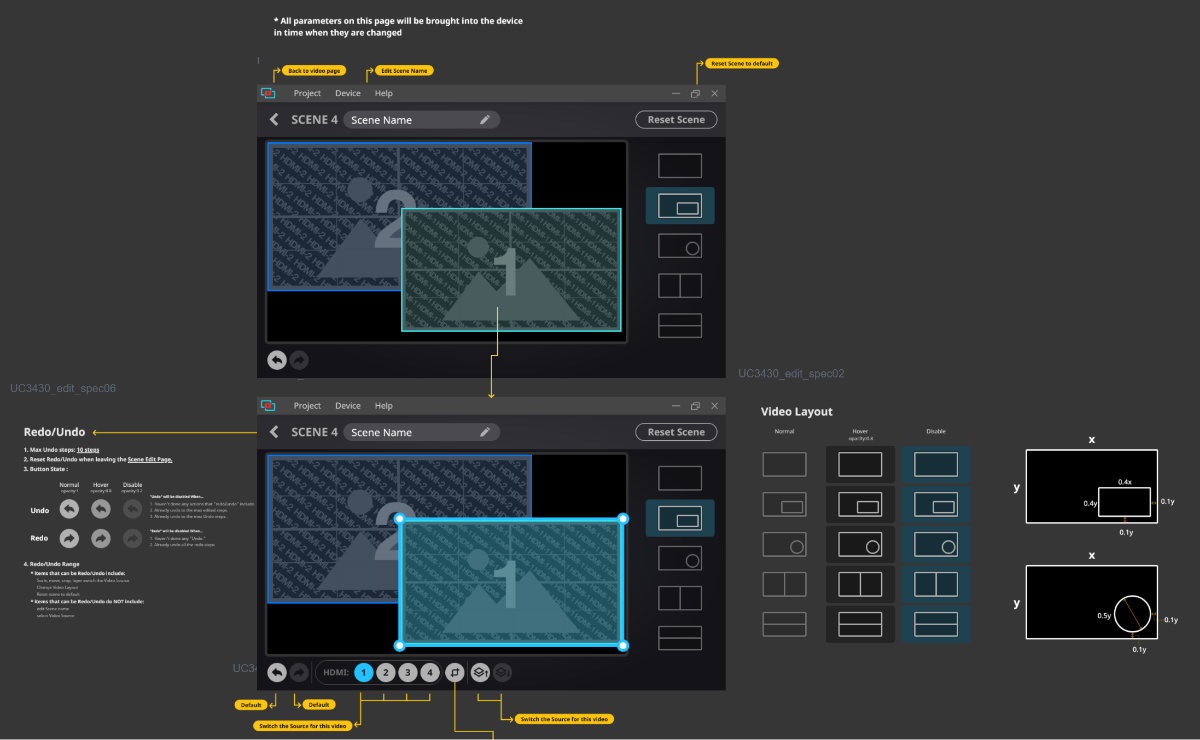 * All parameters on this page will be brought into the device
in time when they are changed
Back to video page
Edit Scene Name
Reset Scene to default
Project Device Help
SCENE 4 Scene Name Reset Scene
2
1
UC3430_edit_spec06
UC3430_edit_spec02
Project Device Help
SCENE 4 Scene Name Reset Scene
2
1
UC3
HDMI: 1 2 3 4
Default
Default
Switch the Source for this video
Switch the Source for this video
Redo/Undo
1. Max Undo steps: 10 steps
2. Reset Redo/Undo when leaving the Scene Edit Page.
3. Button State :
Normal Hover Disable
opacity:1 opacity:0.8 opacity:0.3
Undo
"Undo" will be disabled When...
1. Haven't done any actions that "redo/undo" include
2. Already undo to the max edited steps
3. Already undo to the max Undo steps
Redo
"Redo" will be disabled When...
1. Haven't done any "Undo."
2. Already undo all the redo steps
4. Redo/Undo Range
* Items that can be Redo/Undo include:
Change Video Layout
Reset scene to default
* Items that can be Redo/Undo do NOT include:
edit Scene name
select Video Source
Video Layout
Normal Hover Disable
opacity:0.8
x
y
0.4x
0.4y
0.1y
0.1y
x
y
0.5y
0.1y
0.1y